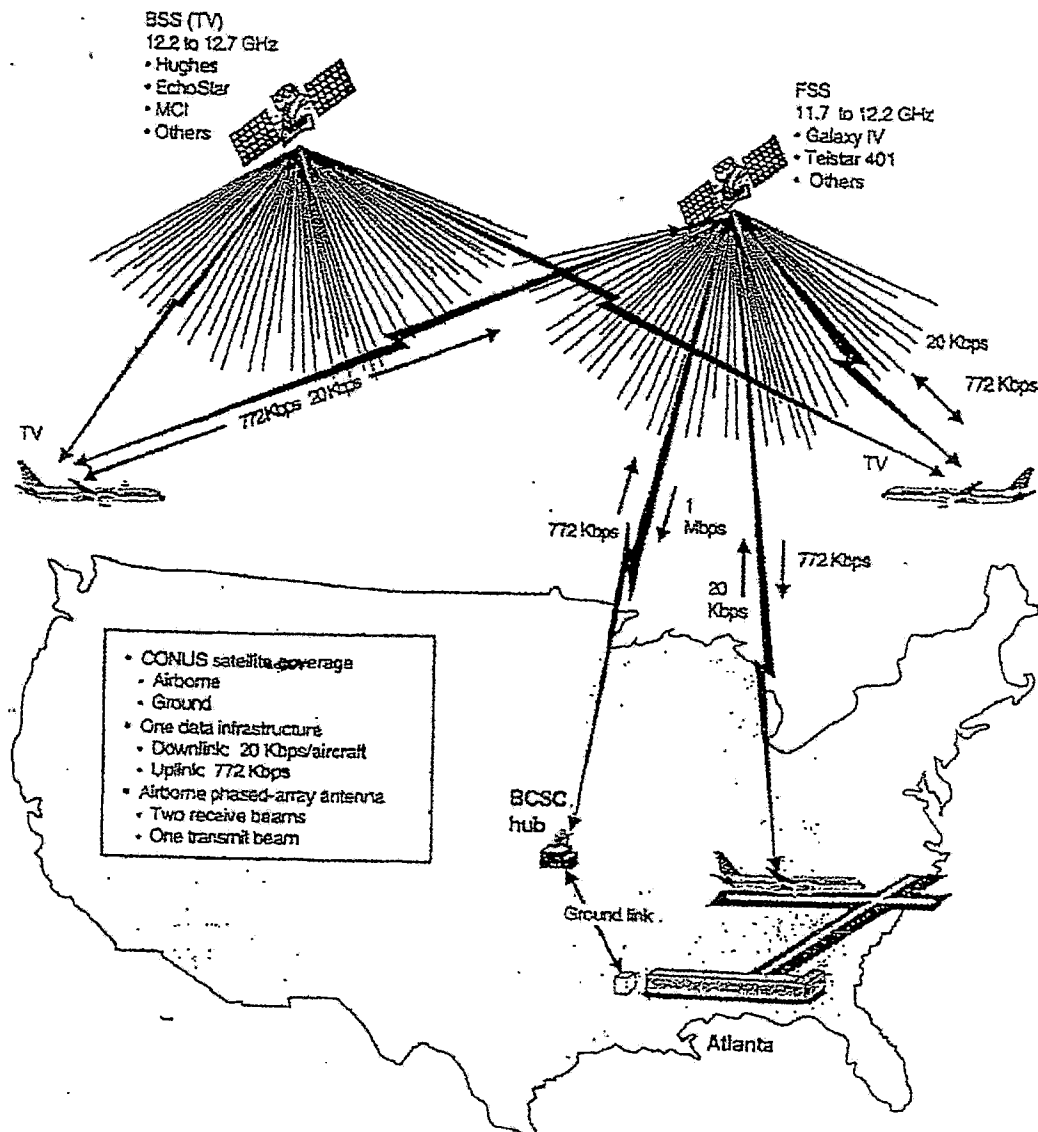 BSS (TV)
12.2 to 12.7 GHz
• Hughes
• EchoStar
• MCI
• Others
FSS
11.7 to 12.2 GHz
• Galaxy IV
• Telstar 401
• Others
20 Kbps
772 Kbps
772 Kbps 20 Kbps
TV
TV
772 Kbps
1
Mbps
20
Kbps
772 Kbps
• CONUS satellite coverage
• Airborne
• Ground
• One data infrastructure
• Downlink: 20 Kbps/aircraft
• Uplink: 772 Kbps
• Airborne phased-array antenna
• Two receive beams
• One transmit beam
BCSC
hub
Ground link
Atlanta